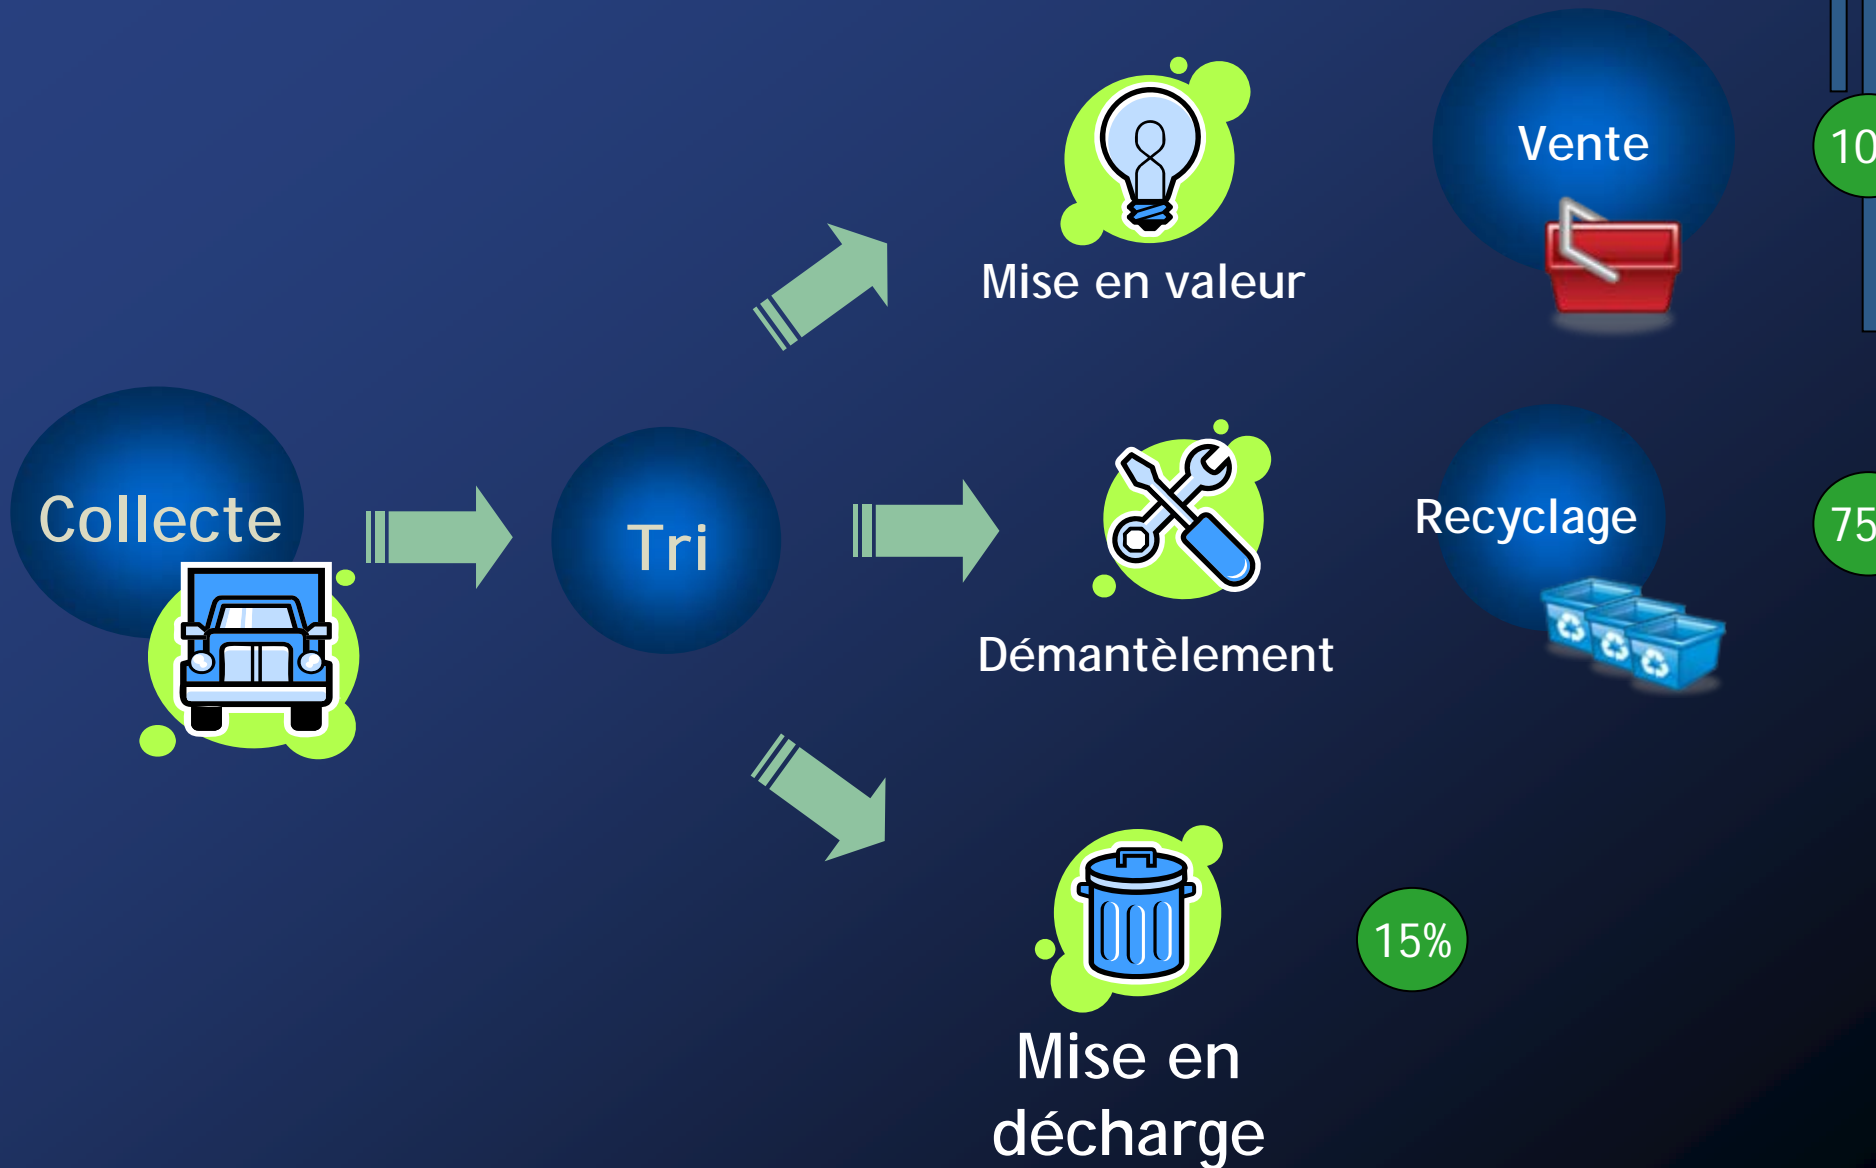 Vente
10
Mise en valeur
Collecte
Tri
Recyclage
75
Démantèlement
15%
Mise en
décharge